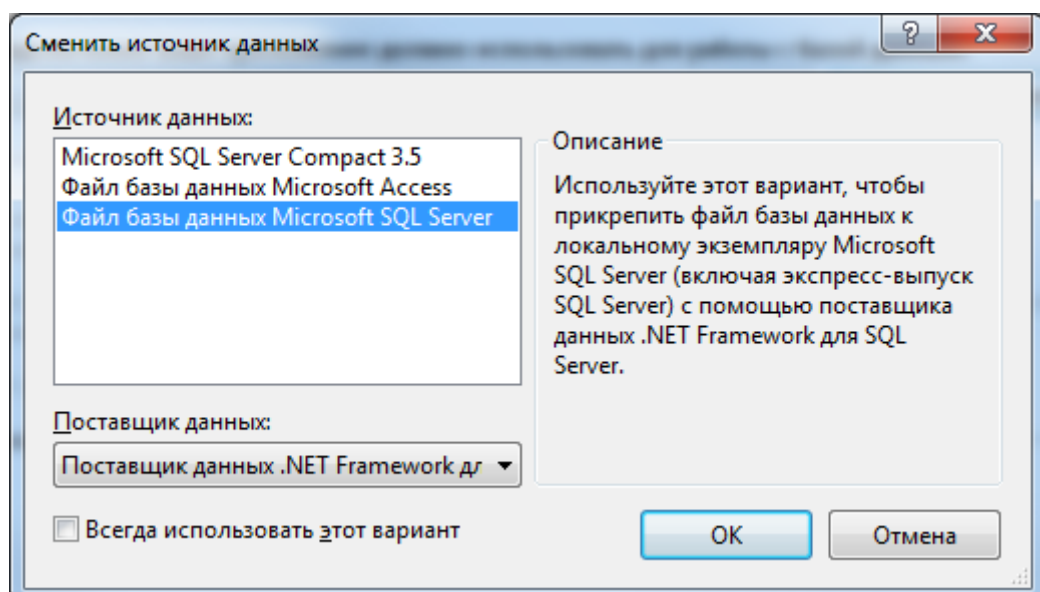 Сменить источник данных
Источник данных:
Microsoft SQL Server Compact 3.5
Файл базы данных Microsoft Access
Файл базы данных Microsoft SQL Server
Описание
Используйте этот вариант, чтобы
прикрепить файл базы данных к
локальному экземпляру Microsoft
SQL Server (включая экспресс-выпуск
SQL Server) с помощью поставщика
данных .NET Framework для SQL
Server.
Поставщик данных:
Поставщик данных .NET Framework дл
Всегда использовать этот вариант
OK
Отмена